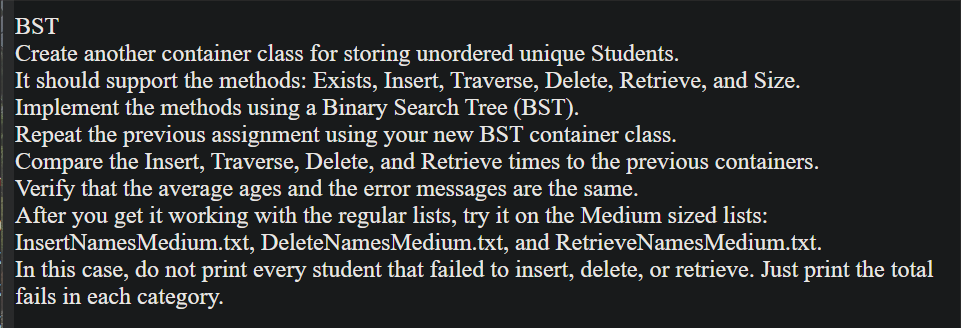 BST
Create another container class for storing unordered unique Students.
It should support the methods: Exists, Insert, Traverse, Delete, Retrieve, and Size.
Implement the methods using a Binary Search Tree (BST).
Repeat the previous assignment using your new BST container class.
Compare the Insert, Traverse, Delete, and Retrieve times to the previous containers.
Verify that the average ages and the error messages are the same.
After you get it working with the regular lists, try it on the Medium sized lists:
InsertNamesMedium.txt, DeleteNamesMedium.txt, and RetrieveNamesMedium.txt.
In this case, do not print every student that failed to insert, delete, or retrieve. Just print the total
fails in each category.